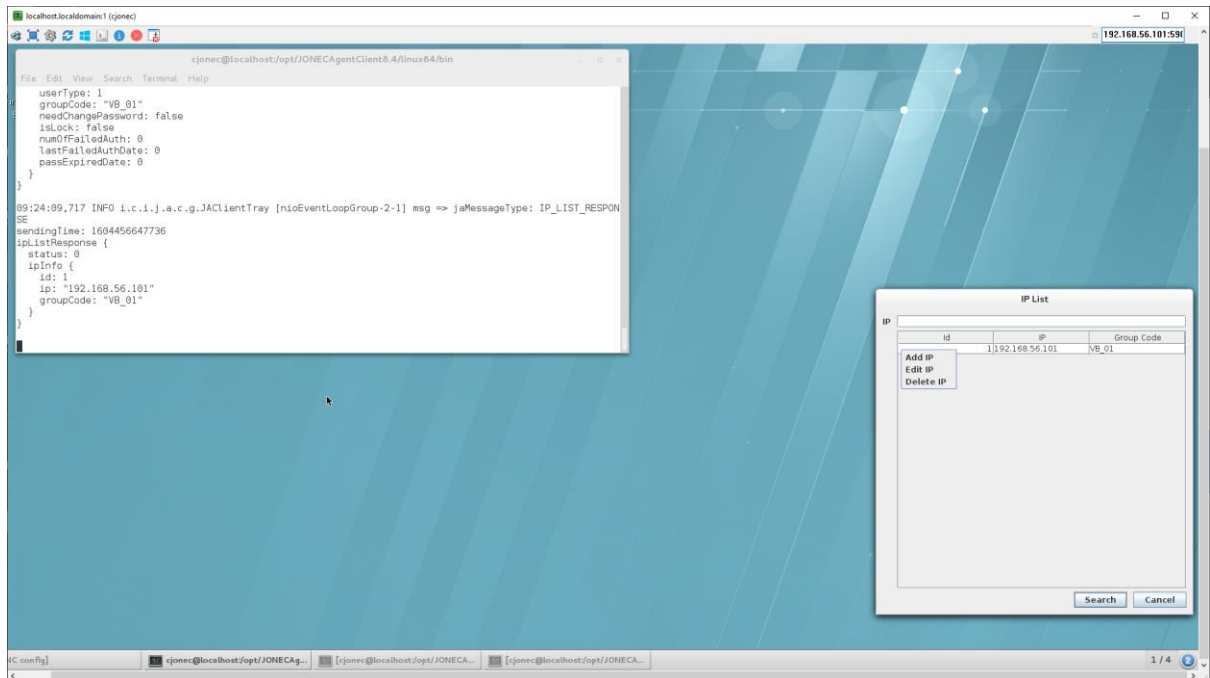 localhost.localdomain:1 (cjonec)
192.168.56.101:590
cjonec@localhost:/opt/JONECAgentClient8.4/linux64/bin
File Edit View Search Terminal Help
userType: 1
groupCode: "VB_01"
needChangePassword: false
isLock: false
numOfFailedAuth: 0
lastFailedAuthDate: 0
passExpiredDate: 0
}
}
09:24:09,717 INFO i.c.i.j.a.c.g.JAClientTray [nioEventLoopGroup-2-1] msg => jaMessageType: IP_LIST_RESPON
SE
sendingTime: 1604456647736
ipListResponse {
status: 0
ipInfo {
id: 1
ip: "192.168.56.101"
groupCode: "VB_01"
}
}
IP List
IP
Id IP Group Code
1 192.168.56.101 VB_01
Add IP
Edit IP
Delete IP
Search Cancel
C config] cjonec@localhost:/opt/JONECAg... [cjonec@localhost:/opt/JONECA... [cjonec@localhost:/opt/JONECA... 1 / 4 2